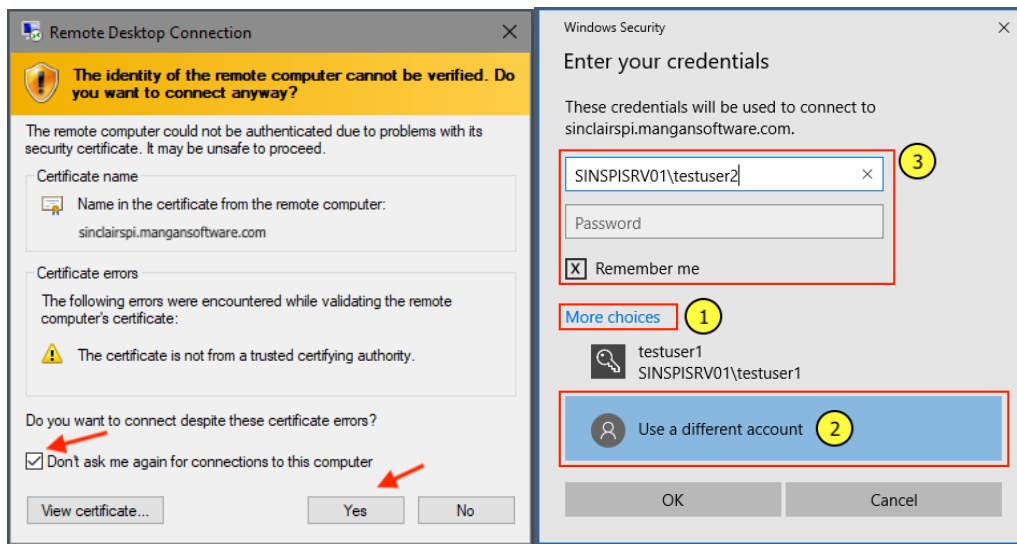 Remote Desktop Connection
The identity of the remote computer cannot be verified. Do
you want to connect anyway?
The remote computer could not be authenticated due to problems with its
security certificate. It may be unsafe to proceed.
Certificate name
Name in the certificate from the remote computer:
sinclairspi.mangansoftware.com
Certificate errors
The following errors were encountered while validating the remote
computer's certificate:
The certificate is not from a trusted certifying authority.
Do you want to connect despite these certificate errors?
Don't ask me again for connections to this computer
View certificate...
Yes
No
Windows Security
Enter your credentials
These credentials will be used to connect to
sinclairspi.mangansoftware.com.
SINSPISRV01\testuser2
3
Password
X Remember me
More choices
1
testuser1
SINSPISRV01\testuser1
Use a different account
2
OK
Cancel